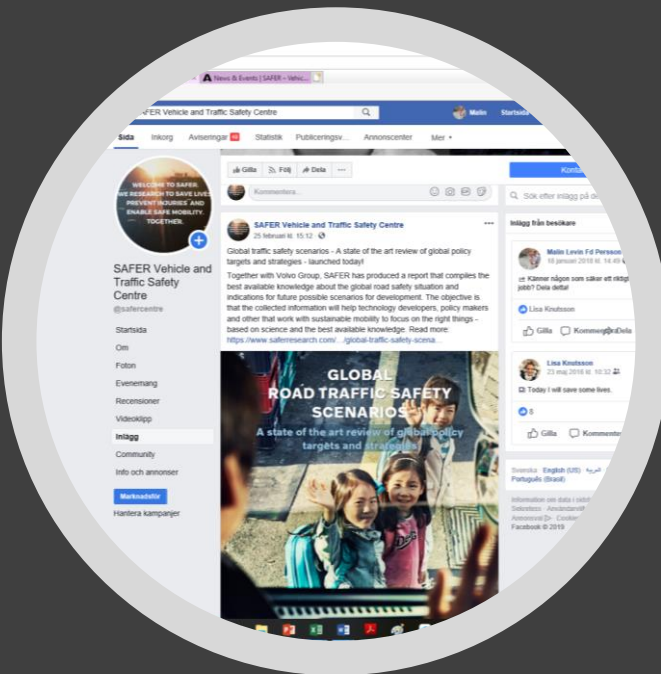 News & Events | SAFER – Vehic...
SAFER Vehicle and Traffic Safety Centre
Malin
Startsida
Sida
Inkorg
Aviseringar
Statistik
Publiceringsv...
Annonscenter
Mer
WELCOME TO SAFER.
WE RESEARCH TO SAVE LIVES
PREVENT INJURIES AND
ENABLE SAFE MOBILITY.
TOGETHER.
SAFER Vehicle and
Traffic Safety
Centre
@safercentre
Startsida
Om
Foton
Evenemang
Recensioner
Videoklipp
Inlägg
Community
Info och annonser
Marknadsför
Hantera kampanjer
Gilla
Följ
Dela
Kommentera...
SAFER Vehicle and Traffic Safety Centre
25 februari kl. 15:12
Global traffic safety scenarios - A state of the art review of global policy
targets and strategies - launched today!
Together with Volvo Group, SAFER has produced a report that compiles the
best available knowledge about the global road safety situation and
indications for future possible scenarios for development. The objective is
that the collected information will help technology developers, policy makers
and other that work with sustainable mobility to focus on the right things -
based on science and the best available knowledge. Read more:
https://www.saferresearch.com/.../global-traffic-safety-scena...
GLOBAL
ROAD TRAFFIC SAFETY
SCENARIOS
A state of the art review of global policy
targets and strategies
Sök efter inlägg på
Inlägg från besökare
Malin Levin Fd Persson
18 januari 2018 kl. 14:49
Känner någon som säker ett riktigt
jobb? Dela detta!
Lisa Knutsson
Gilla
Kommentera
Dela
Lisa Knutsson
23 maj 2016 kl. 10:32
Today I will save some lives.
5
Gilla
Svenska
English (US)
Português (Brasil)
Information om data i
Cookies
Facebook © 2019